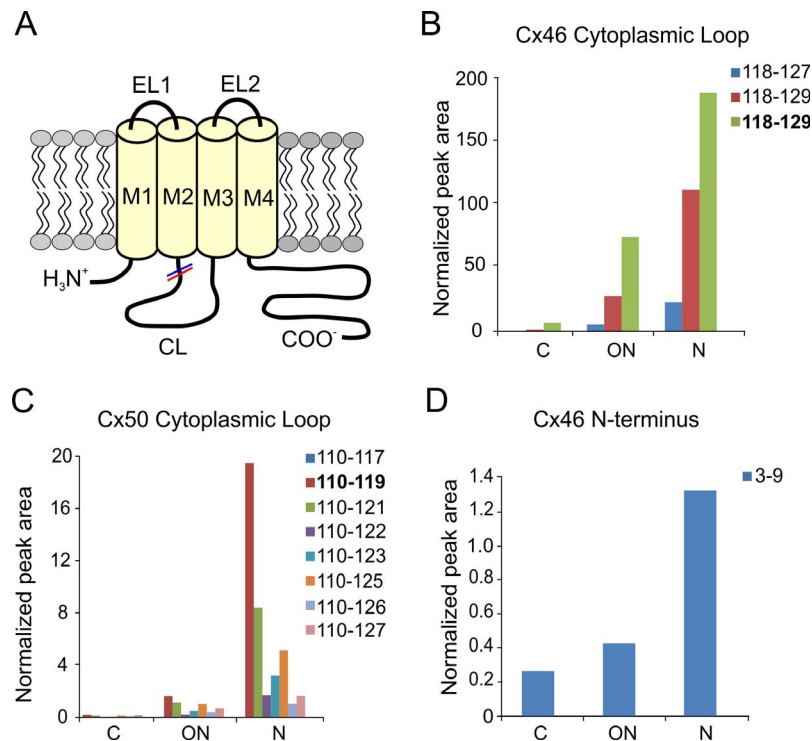 A
EL1 EL2
M1 M2 M3 M4
H₃N⁺
CL
COO⁻
B
Cx46 Cytoplasmic Loop
118-127
118-129
118-129
Normalized peak area
200
150
100
50
0
C ON N
C
Cx50 Cytoplasmic Loop
110-117
110-119
110-121
110-122
110-123
110-125
110-126
110-127
Normalized peak area
20
16
12
8
4
0
C ON N
D
Cx46 N-terminus
3-9
Normalized peak area
1.4
1.2
1.0
0.8
0.6
0.4
0.2
0
C ON N